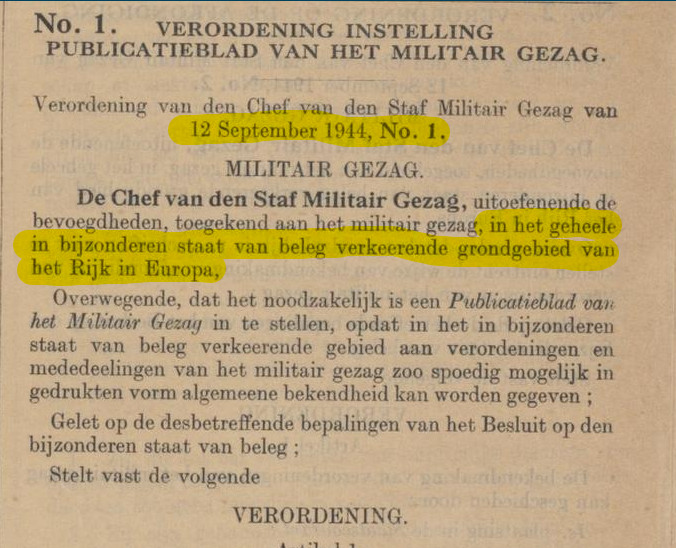 No. 1. VERORDENING INSTELLING
PUBLICATIEBLAD VAN HET MILITAIR GEZAG.
Verordening van den Chef van den Staf Militair Gezag van
12 September 1944, No. 1.
MILITAIR GEZAG.
De Chef van den Staf Militair Gezag, uitoefenende de
bevoegdheden, toegekend aan het militair gezag, in het geheele
in bijzonderen staat van beleg verkeerende grondgebied van
het Rijk in Europa,
Overwegende, dat het noodzakelijk is een Publicatieblad van
het Militair Gezag in te stellen, opdat in het in bijzonderen
staat van beleg verkeerende gebied aan verordeningen en
mededeelingen van het militair gezag zoo spoedig mogelijk in
gedrukten vorm algemeene bekendheid kan worden gegeven ;
Gelet op de desbetreffende bepalingen van het Besluit op den
bijzonderen staat van beleg ;
Stelt vast de volgende
VERORDENING.